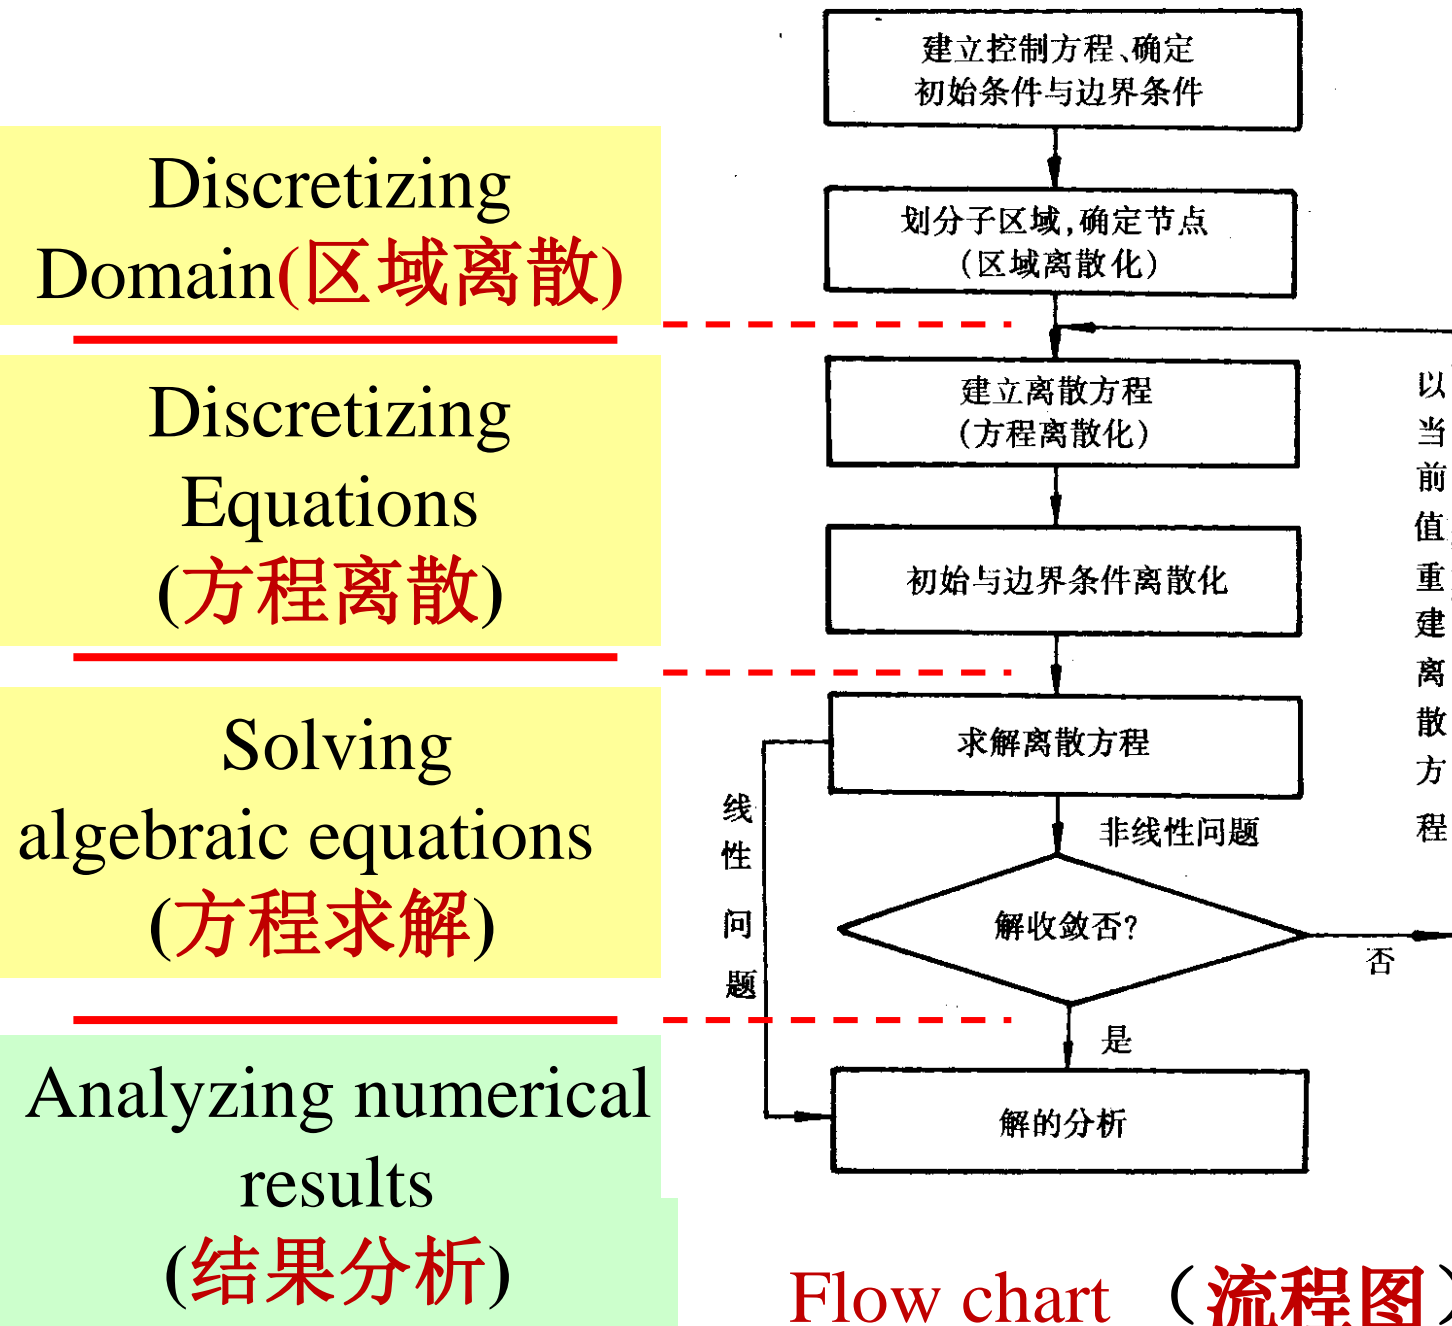 Discretizing
Domain(区域离散)
Discretizing
Equations
(方程离散)
Solving
algebraic equations
(方程求解)
Analyzing numerical
results
(结果分析)
建立控制方程、确定
初始条件与边界条件
划分子区域,确定节点
(区域离散化)
建立离散方程
(方程离散化)
初始与边界条件离散化
求解离散方程
线性问题
非线性问题
解收敛否?
否
是
解的分析
以当前值重建离散方程
Flow chart （流程图）